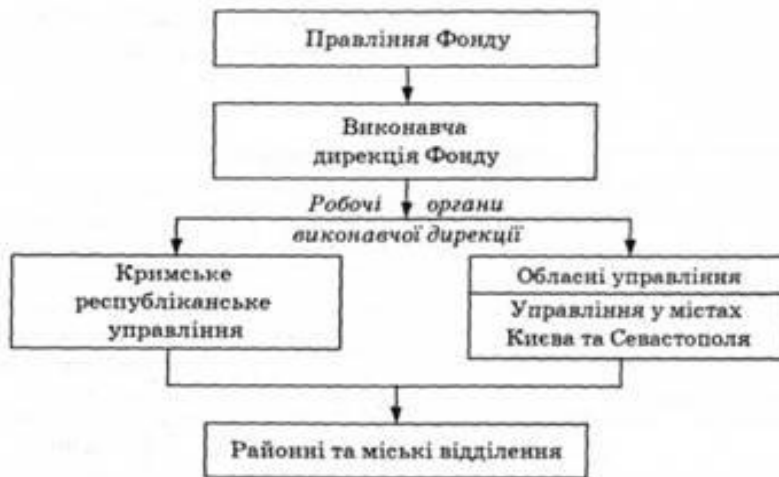 Правління Фонду
Виконавча
дирекція Фонду
Робочі органи
виконавчої дирекції
Кримське
республіканське
управління
Обласні управління
Управління у містах
Києва та Севастополя
Районні та міські відділення